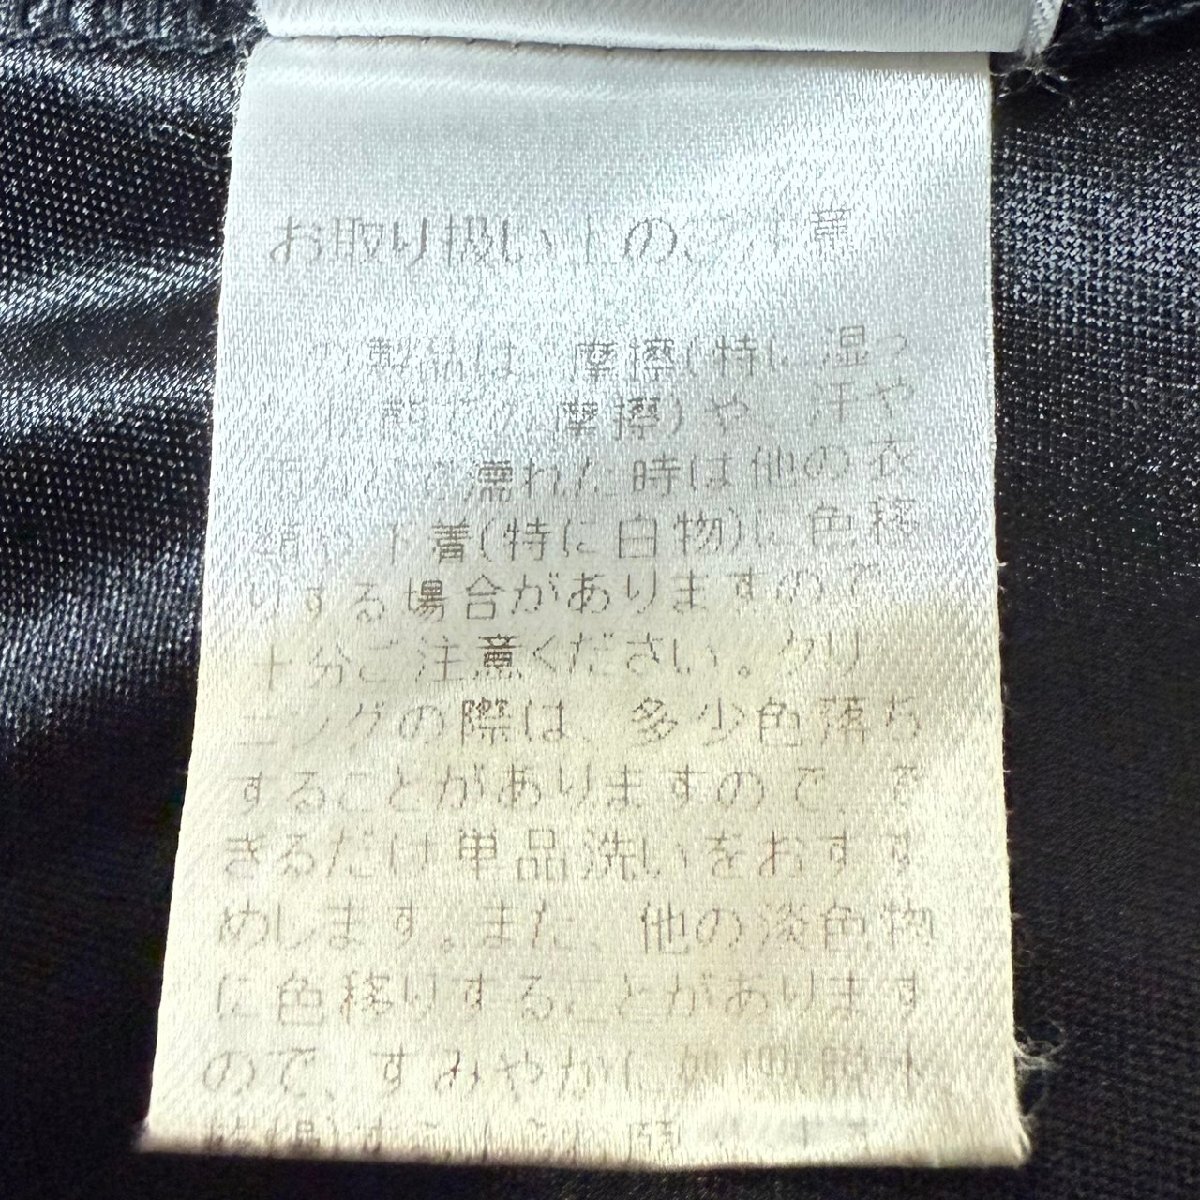 お取り扱い上のご注意
この製品は、摩擦(特に湿っ
た状態での摩擦)や、汗や
雨などで濡れた時は他の衣
類や下着(特に白物)に色移
りする場合がありますので、
十分ご注意ください。クリー
ニングの際は、多少色落ち
することがありますので、で
きるだけ単品洗いをおすす
めします。また、他の淡色物
に色移りすることがあります
ので、すみやかに処理(脱水